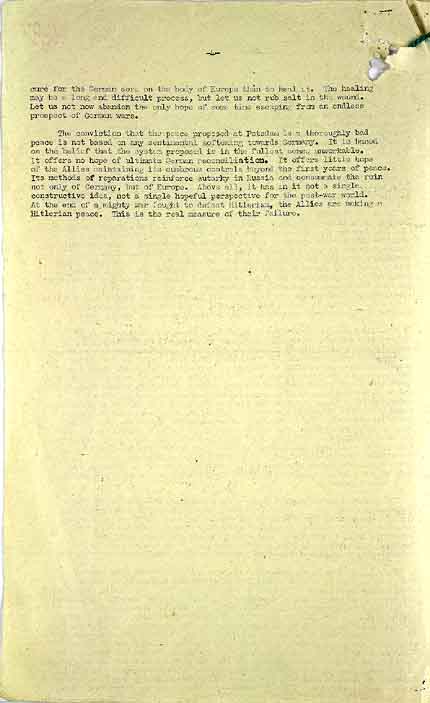 -4-
cure for the German sore on the body of Europe than to heal it. The healing
may be a long and difficult process, but let us not rub salt in the wound.
Let us not now abandon the only hope of some time escaping from an endless
prospect of German wars.
The conviction that the peace proposed at Potsdam is a thoroughly bad
peace is not based on any sentimental softening towards Germany. It is based
on the belief that the system proposed is in the fullest sense unworkable.
It offers no hope of ultimate German reconciliation. It offers little hope
of the Allies maintaining its cumbrous controls beyond the first years of peace.
Its methods of reparations reinforce autarky in Russia and consummate the ruin
not only of Germany, but of Europe. Above all, it has in it not a single
constructive idea, not a single hopeful perspective for the post-war world.
At the end of a mighty war fought to defeat Hitlerism, the Allies are making a
Hitlerian peace. This is the real measure of their failure.